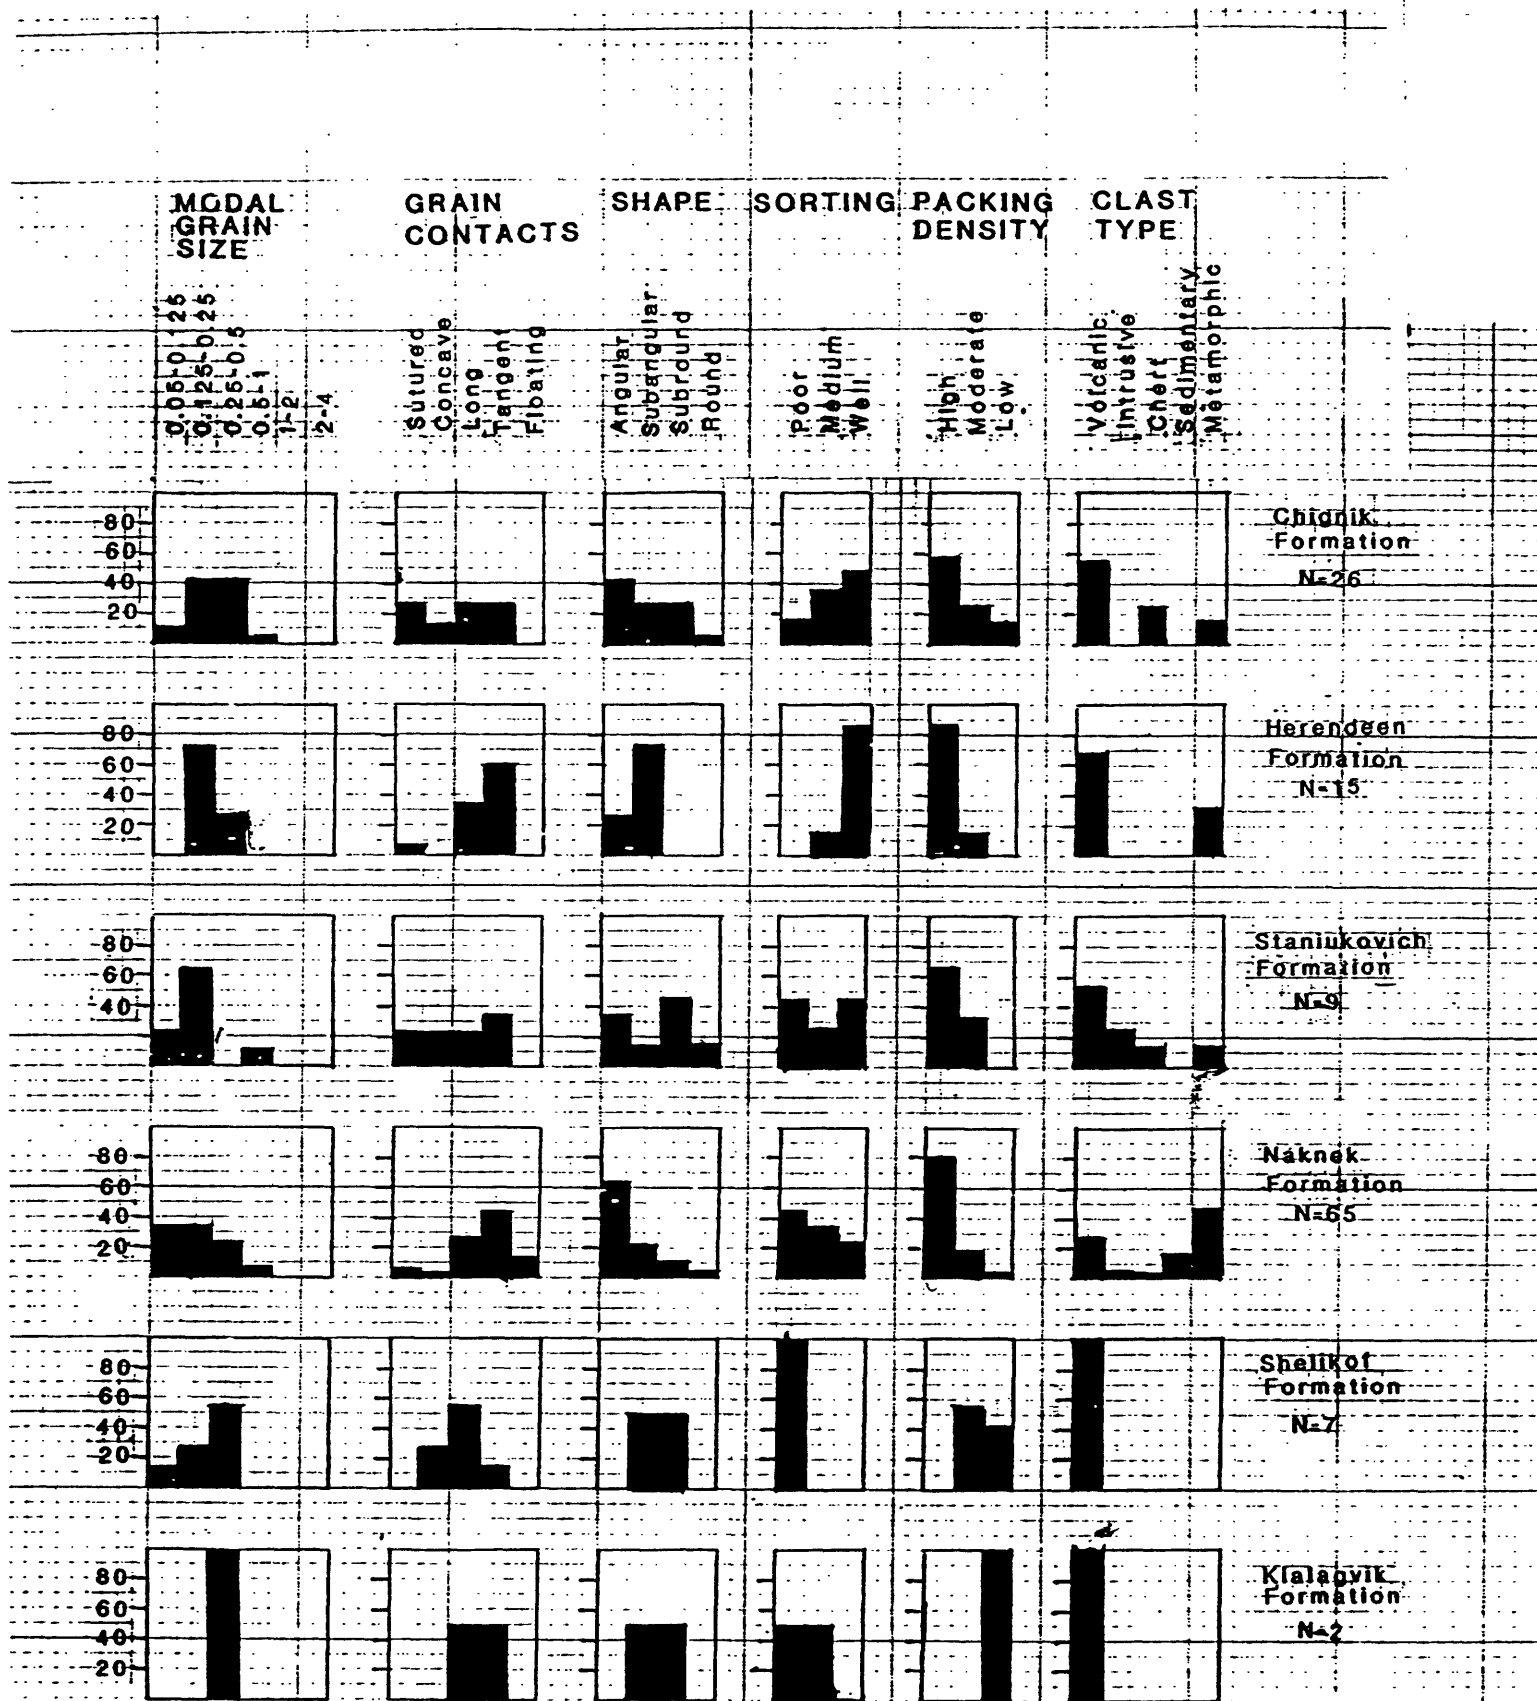 MODAL
GRAIN
SIZE
GRAIN
CONTACTS
SHAPE
SORTING
PACKING
DENSITY
CLAST
TYPE
0.05-0.125
0.125-0.25
0.25-0.5
0.5-1
1-2
2-4
Sutured
Concave
Long
Tangent
Floating
Angular
Subangular
Subround
Round
Poor
Medium
Well
High
Moderate
Low
Volcanic
Intrusive
Chert
Sedimentary
Metamorphic
80
60
40
20
Chignik
Formation
N=26
80
60
40
20
Herendeen
Formation
N=15
80
60
40
Staniukovich
Formation
N=9
80
60
40
20
Naknek
Formation
N=65
80
60
40
20
Shelikof
Formation
N=7
80
60
40
20
Kialagvik
Formation
N=2